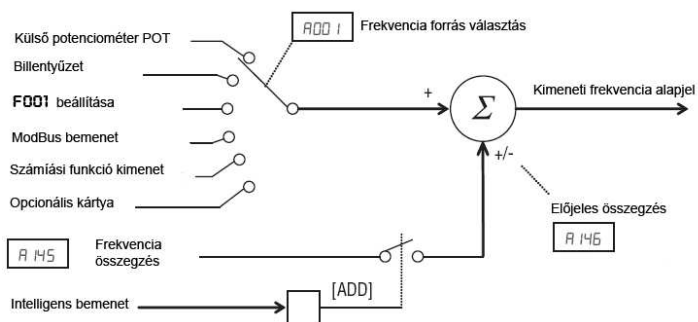 Külső potenciométer POT
A001 Frekvencia forrás választás
Billentyűzet
F001 beállítása
+ Σ Kimeneti frekvencia alapjel
ModBus bemenet
+/-
Számíási funkció kimenet
Opcionális kártya
Előjeles összegzés
A146
A145 Frekvencia
összegzés
[ADD]
Intelligens bemenet